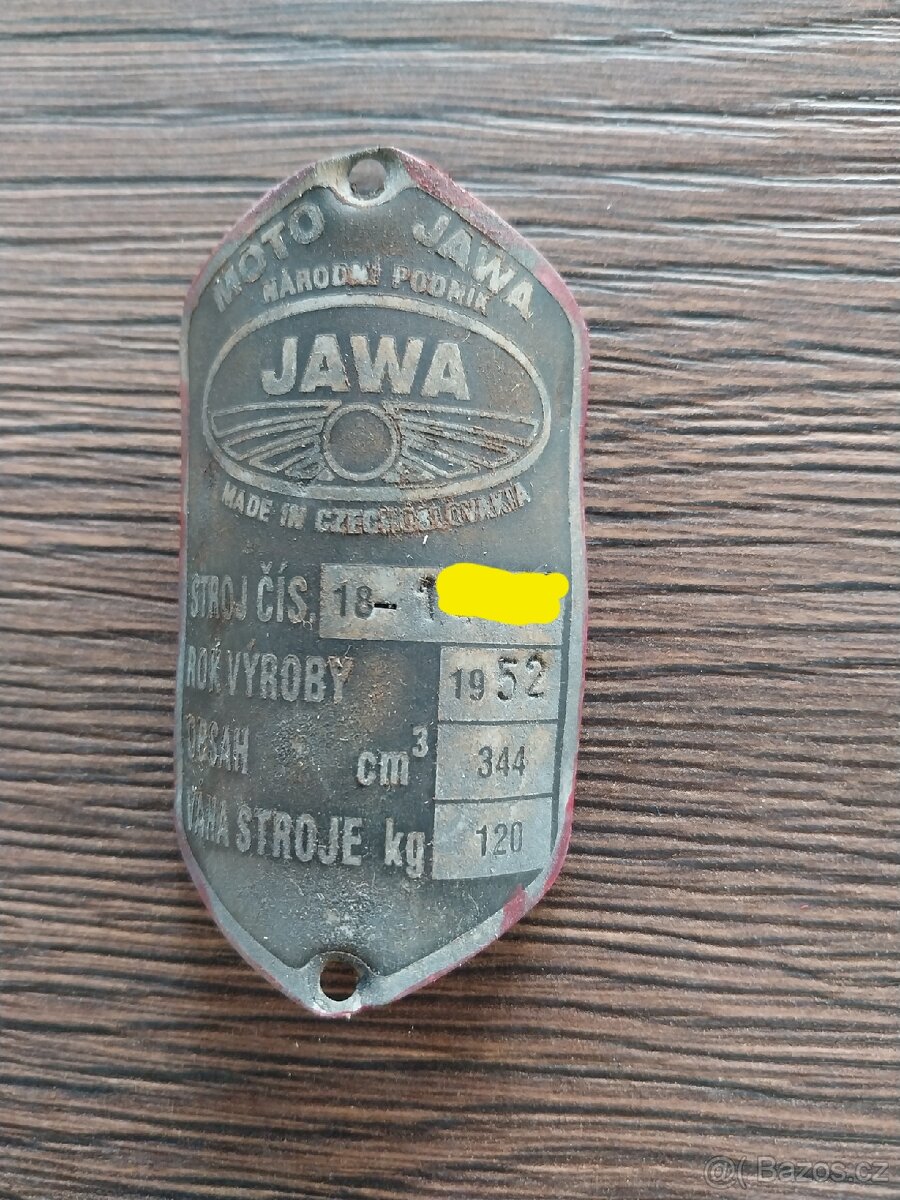 MOTO JAWA
NÁRODNÍ PODNIK
JAWA
MADE IN CZECHOSLOVAKIA
STROJ ČÍS. 18- 1
ROK VÝROBY 1952
OBSAH cm³ 344
VÁHA STROJE kg 120
@( Bazos.cz